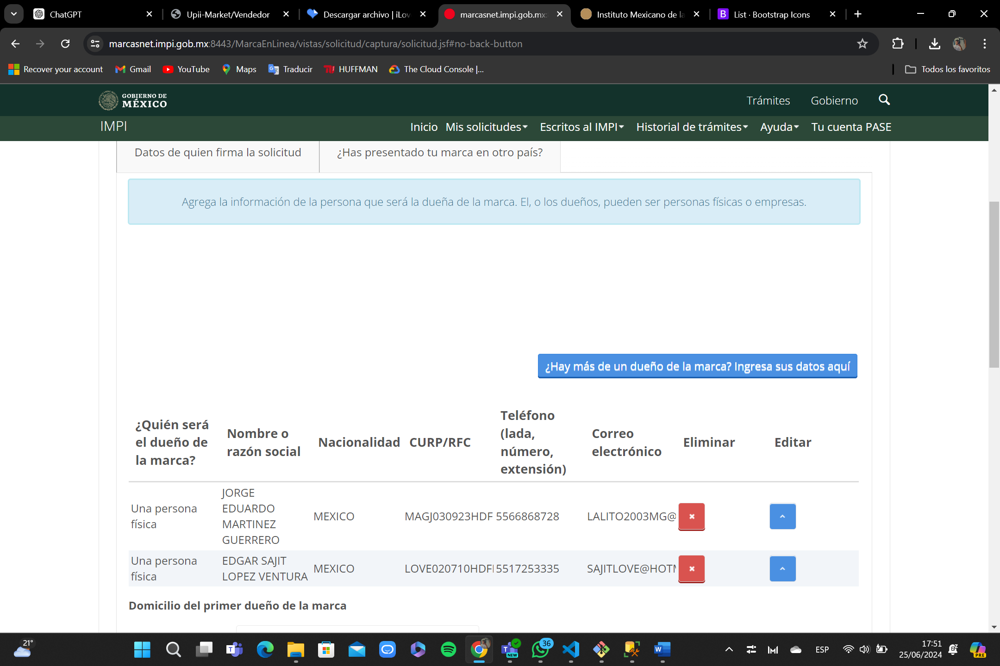 ChatGPT
Upii-Market/Vendedor
Descargar archivo | iLov
marcasnet.impi.gob.mx:
Instituto Mexicano de la
List · Bootstrap Icons
marcasnet.impi.gob.mx:8443/MarcaEnLinea/vistas/solicitud/captura/solicitud.jsf#no-back-button
Recover your account
Gmail
YouTube
Maps
Traducir
HUFFMAN
The Cloud Console |...
Todos los favoritos
GOBIERNO DE
MÉXICO
Trámites
Gobierno
IMPI
Inicio
Mis solicitudes
Escritos al IMPI
Historial de trámites
Ayuda
Tu cuenta PASE
Datos de quien firma la solicitud
¿Has presentado tu marca en otro país?
Agrega la información de la persona que será la dueña de la marca. El, o los dueños, pueden ser personas físicas o empresas.
¿Hay más de un dueño de la marca? Ingresa sus datos aquí
¿Quién será
el dueño de
la marca?
Nombre o
razón social
Nacionalidad
CURP/RFC
Teléfono
(lada,
número,
extensión)
Correo
electrónico
Eliminar
Editar
Una persona
física
JORGE
EDUARDO
MARTINEZ
GUERRERO
MEXICO
MAGJ030923HDF
5566868728
LALITO2003MG@
Una persona
física
EDGAR SAJIT
LOPEZ VENTURA
MEXICO
LOVE020710HDF
5517253335
SAJITLOVE@HOT
Domicilio del primer dueño de la marca
21°
NEW
36
ESP
17:51
25/06/2024
PRE